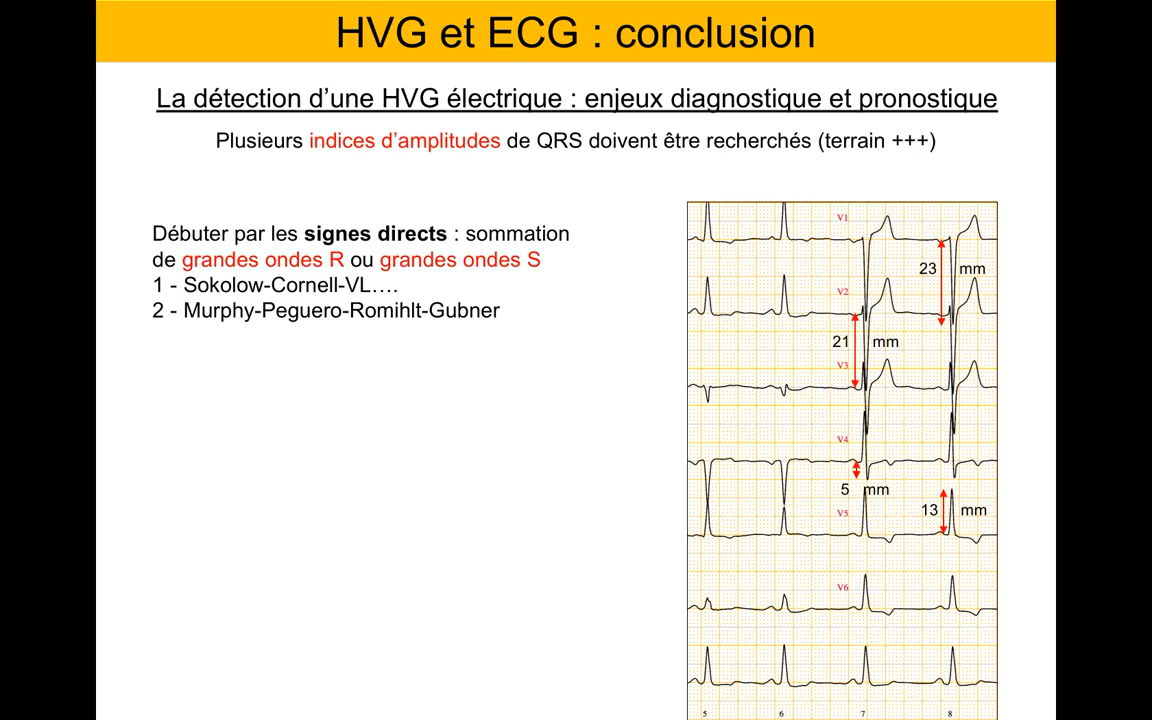 HVG et ECG : conclusion
La détection d’une HVG électrique : enjeux diagnostique et pronostique
Plusieurs indices d’amplitudes de QRS doivent être recherchés (terrain +++)
Débuter par les signes directs : sommation
de grandes ondes R ou grandes ondes S
1 - Sokolow-Cornell-VL….
2 - Murphy-Peguero-Romihlt-Gubner
V1
23 mm
V2
21 mm
V3
V4
5 mm
V5
13 mm
V6
5 6 7 8